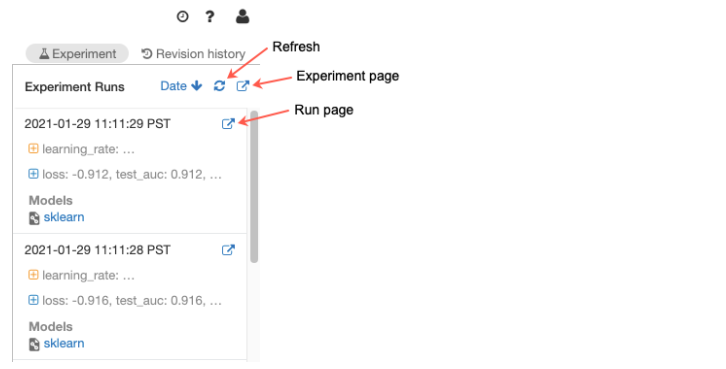 ?
Experiment Revision history
Refresh
Experiment Runs Date
Experiment page
Run page
2021-01-29 11:11:29 PST
learning_rate: ...
loss: -0.912, test_auc: 0.912, ...
Models
sklearn
2021-01-29 11:11:28 PST
learning_rate: ...
loss: -0.916, test_auc: 0.916, ...
Models
sklearn